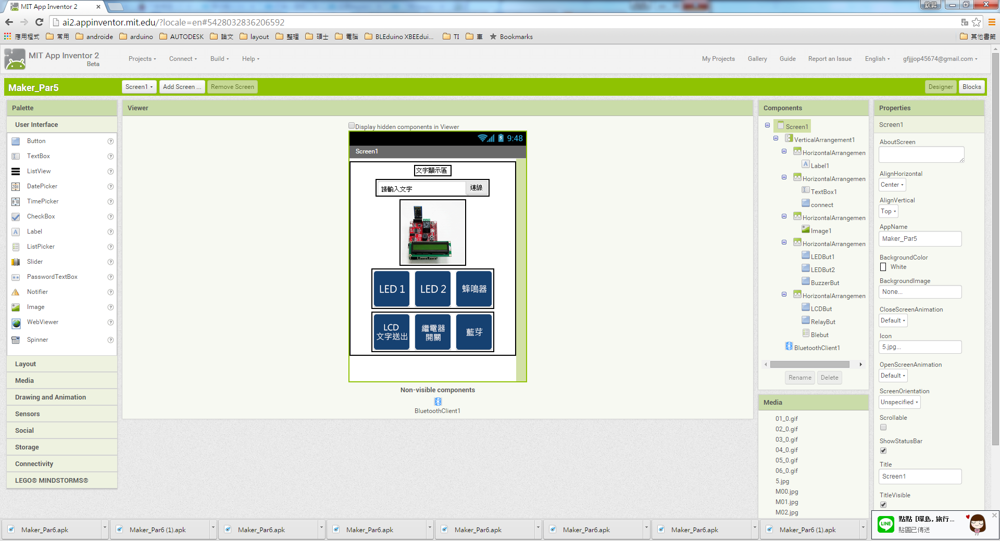 MIT App Inventor 2
欽昇
ai2.appinventor.mit.edu/?locale=en#5428032836206592
應用程式 常用 androide arduino AUTODESK 論文 layout 整理 碩士 電腦 BLEduino XBEEdui... TI 車 Bookmarks 其他書籤
MIT App Inventor 2
Beta
Projects Connect Build Help My Projects Gallery Guide Report an Issue English gfjjjop45674@gmail.com
Maker_Par5 Screen1 Add Screen ... Remove Screen Designer Blocks
Palette
User Interface
Button
TextBox
ListView
DatePicker
TimePicker
CheckBox
Label
ListPicker
Slider
PasswordTextBox
Notifier
Image
WebViewer
Spinner
Layout
Media
Drawing and Animation
Sensors
Social
Storage
Connectivity
LEGO® MINDSTORMS®
Viewer
Display hidden components in Viewer
9:48
Screen1
文字顯示區
請輸入文字 連線
LED 1 LED 2 蜂鳴器
LCD
文字送出
繼電器
開關
藍芽
Non-visible components
BluetoothClient1
Components
Screen1
VerticalArrangement1
HorizontalArrangemen
Label1
HorizontalArrangemen
TextBox1
connect
HorizontalArrangemen
Image1
HorizontalArrangemen
LEDBut1
LEDBut2
BuzzerBut
HorizontalArrangemen
LCDBut
RelayBut
Blebut
BluetoothClient1
Rename Delete
Media
01_0.gif
02_0.gif
03_0.gif
04_0.gif
05_0.gif
06_0.gif
5.jpg
M00.jpg
M01.jpg
M02.jpg
Properties
Screen1
AboutScreen
AlignHorizontal
Center
AlignVertical
Top
AppName
Maker_Par5
BackgroundColor
White
BackgroundImage
None...
CloseScreenAnimation
Default
Icon
5.jpg...
OpenScreenAnimation
Default
ScreenOrientation
Unspecified
Scrollable
ShowStatusBar
Title
Screen1
TitleVisible
Maker_Par6.apk Maker_Par6 (1).apk Maker_Par6.apk Maker_Par6.apk Maker_Par6.apk Maker_Par6.apk Maker_Par6.apk Maker_Par6 (1).apk
LINE
點點 [環島, 旅行...
貼圖已傳送